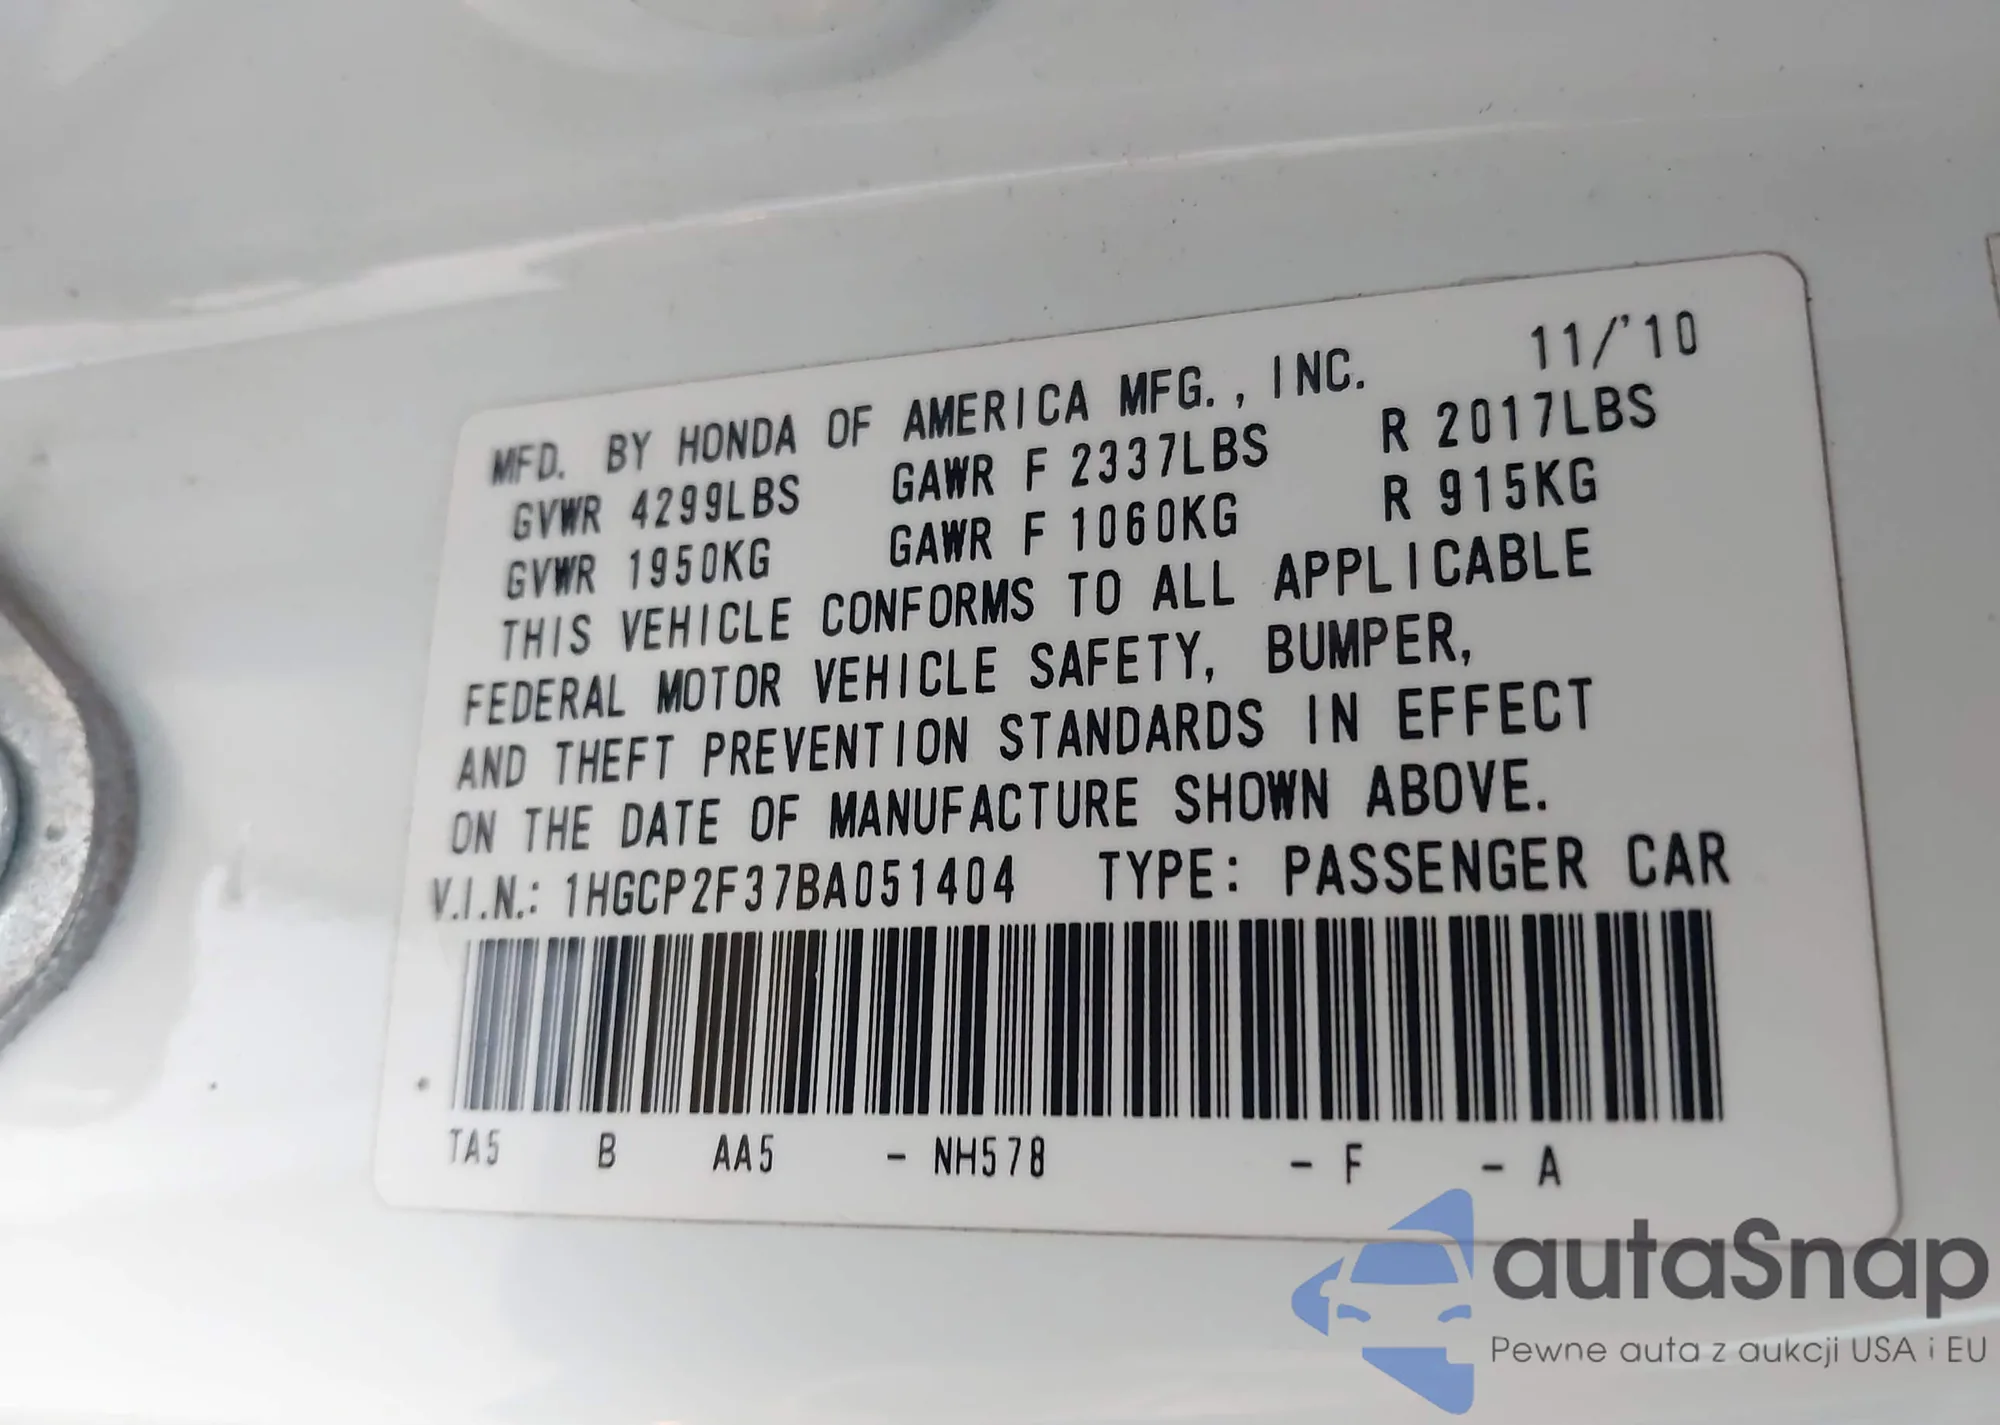 MFD. BY HONDA OF AMERICA MFG., INC. 11/'10
GVWR 4299LBS GAWR F 2337LBS R 2017LBS
GVWR 1950KG GAWR F 1060KG R 915KG
THIS VEHICLE CONFORMS TO ALL APPLICABLE
FEDERAL MOTOR VEHICLE SAFETY, BUMPER,
AND THEFT PREVENTION STANDARDS IN EFFECT
ON THE DATE OF MANUFACTURE SHOWN ABOVE.
V.I.N.: 1HGCP2F37BA051404 TYPE: PASSENGER CAR
TA5 B AA5 - NH578 - F - A
autaSnap
Pewne auta z aukcji USA i EU